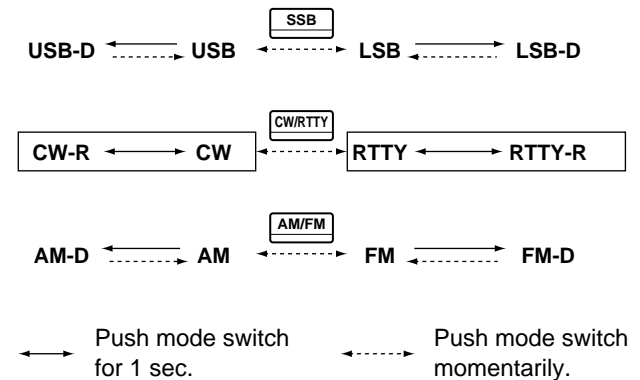 SSB
USB-D USB LSB LSB-D
CW/RTTY
CW-R CW RTTY RTTY-R
AM/FM
AM-D AM FM FM-D
Push mode switch Push mode switch
for 1 sec. momentarily.